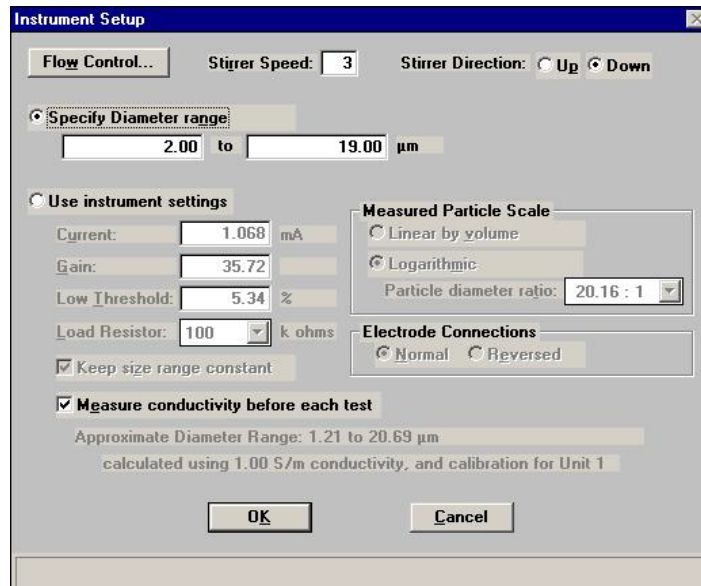 Instrument Setup
Flow Control... Stirrer Speed: 3 Stirrer Direction: Up Down
Specify Diameter range
2.00 to 19.00 µm
Use instrument settings
Current: 1.068 mA
Gain: 35.72
Low Threshold: 5.34 %
Load Resistor: 100 k ohms
Keep size range constant
Measured Particle Scale
Linear by volume
Logarithmic
Particle diameter ratio: 20.16 : 1
Electrode Connections
Normal Reversed
Measure conductivity before each test
Approximate Diameter Range: 1.21 to 20.69 µm
calculated using 1.00 S/m conductivity, and calibration for Unit 1
OK Cancel